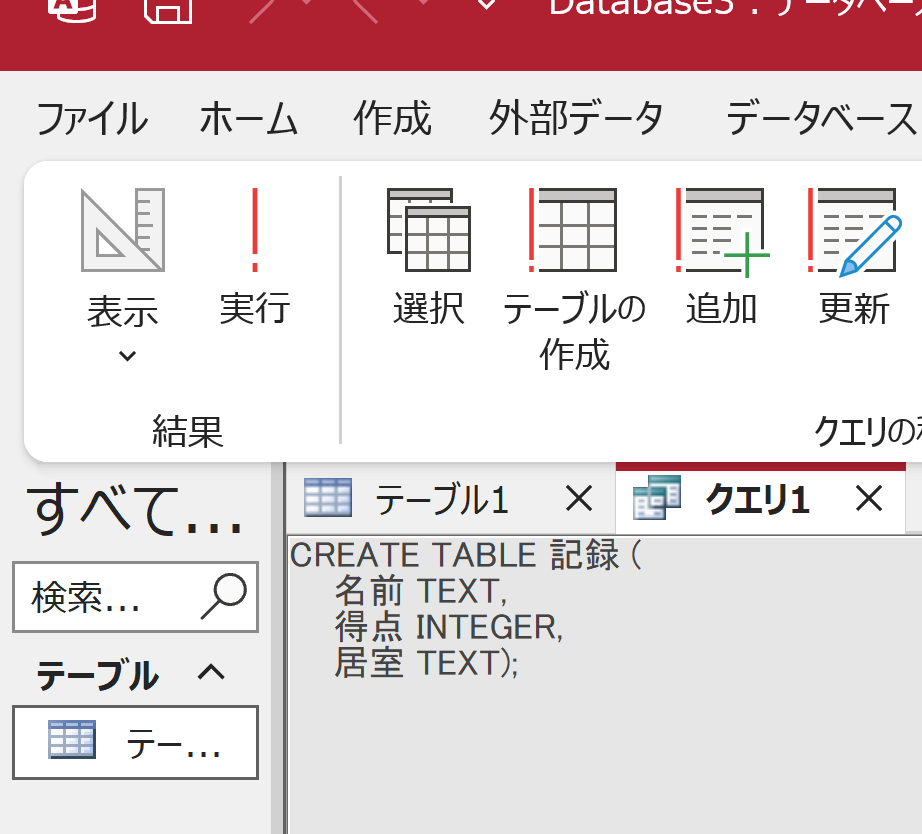 Database3 : データベース
ファイル ホーム 作成 外部データ データベース
表示 実行 選択 テーブルの 追加 更新
作成
結果 クエリの
すべて... テーブル1 クエリ1
CREATE TABLE 記録 (
名前 TEXT,
得点 INTEGER,
居室 TEXT);
検索...
テーブル
テー...